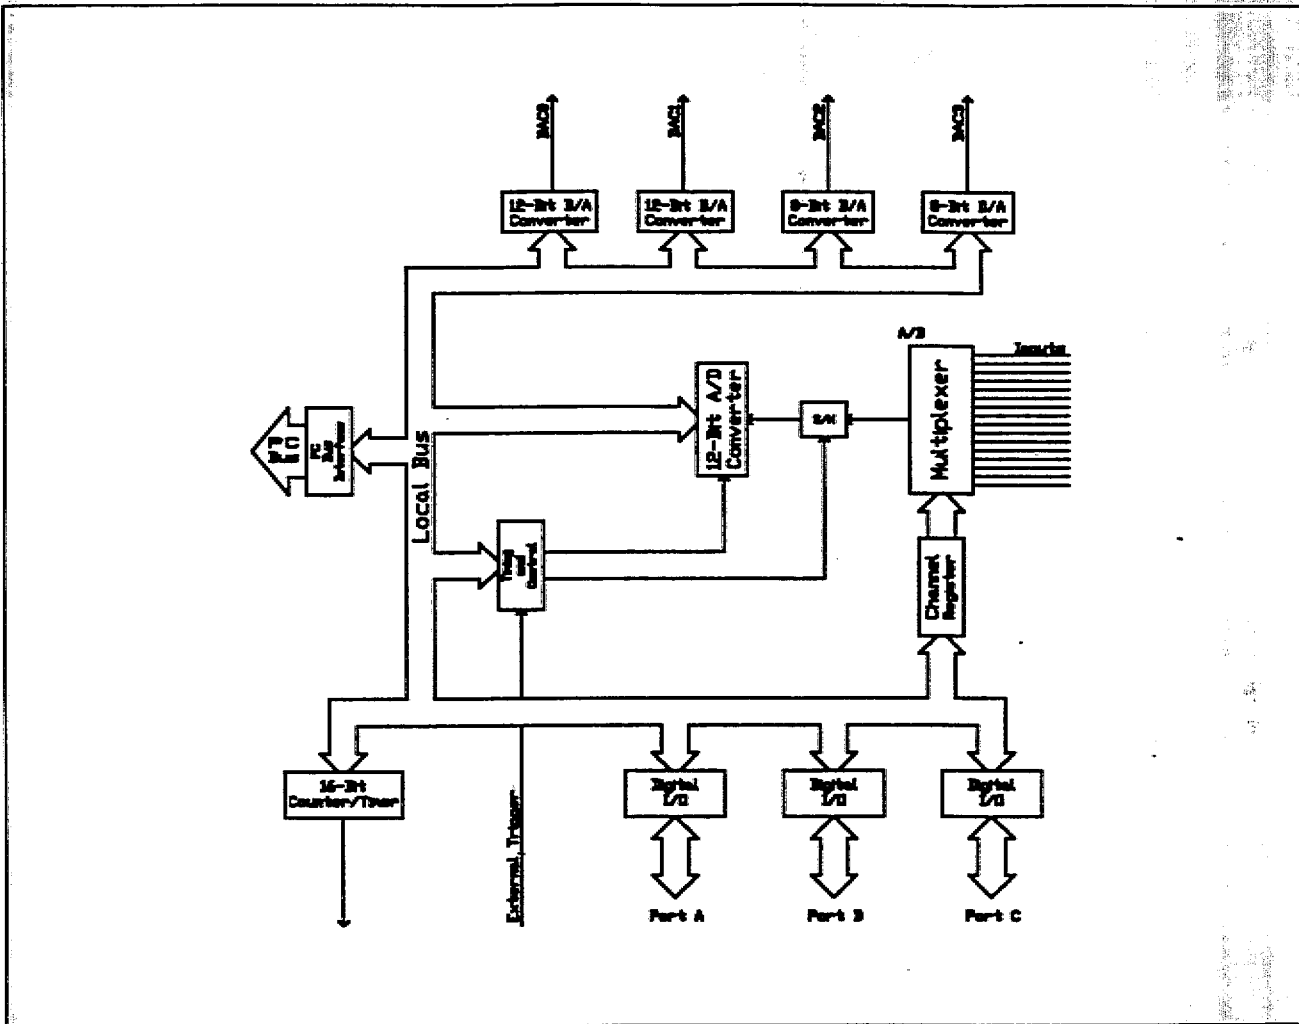 DAC0
DAC1
DAC2
DAC3
12-Bit D/A
Converter
12-Bit D/A
Converter
8-Bit D/A
Converter
8-Bit D/A
Converter
A/D
Multiplexer
Inputs
12-Bit A/D
Converter
S/H
PC
Bus
Interface
Local Bus
and
Control
Channel
Register
16-Bit
Counter/Timer
External Trigger
Digital
I/O
Digital
I/O
Digital
I/O
Port A
Port B
Port C